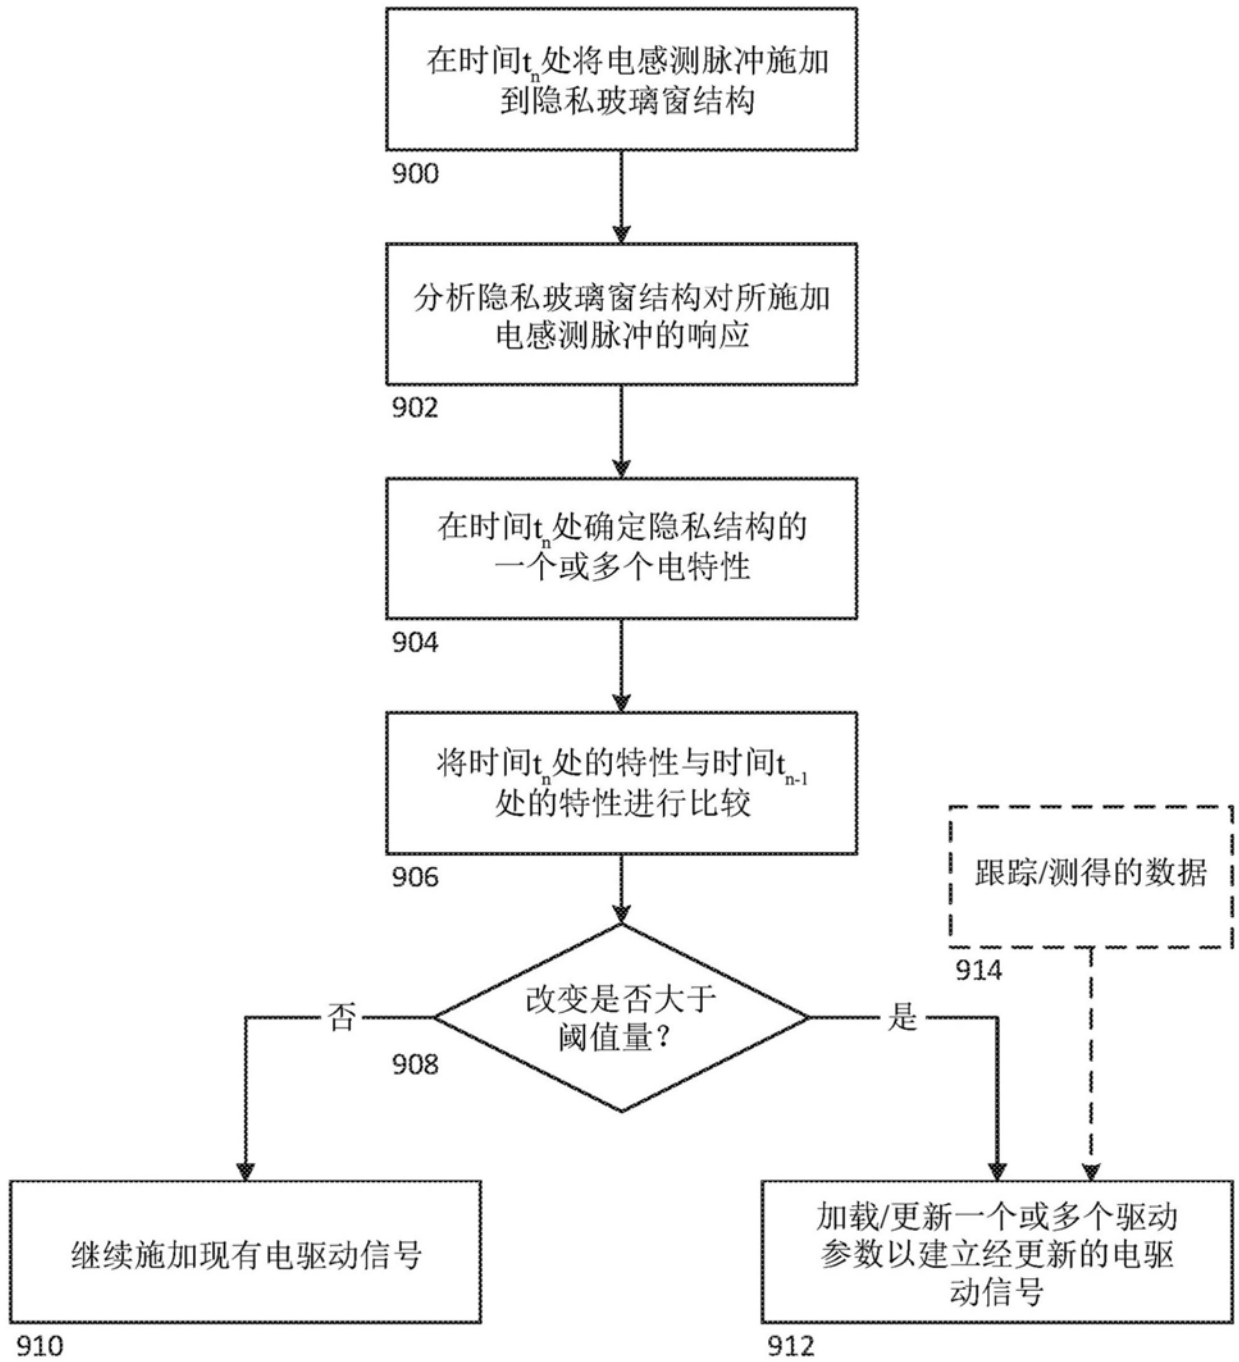 在时间tn处将电感测脉冲施加
到隐私玻璃窗结构
900
分析隐私玻璃窗结构对所施加
电感测脉冲的响应
902
在时间tn处确定隐私结构的
一个或多个电特性
904
将时间tn处的特性与时间tn-1
处的特性进行比较
906
跟踪/测得的数据
914
改变是否大于
阈值量？
908
否
是
继续施加现有电驱动信号
910
加载/更新一个或多个驱动
参数以建立经更新的电驱
动信号
912